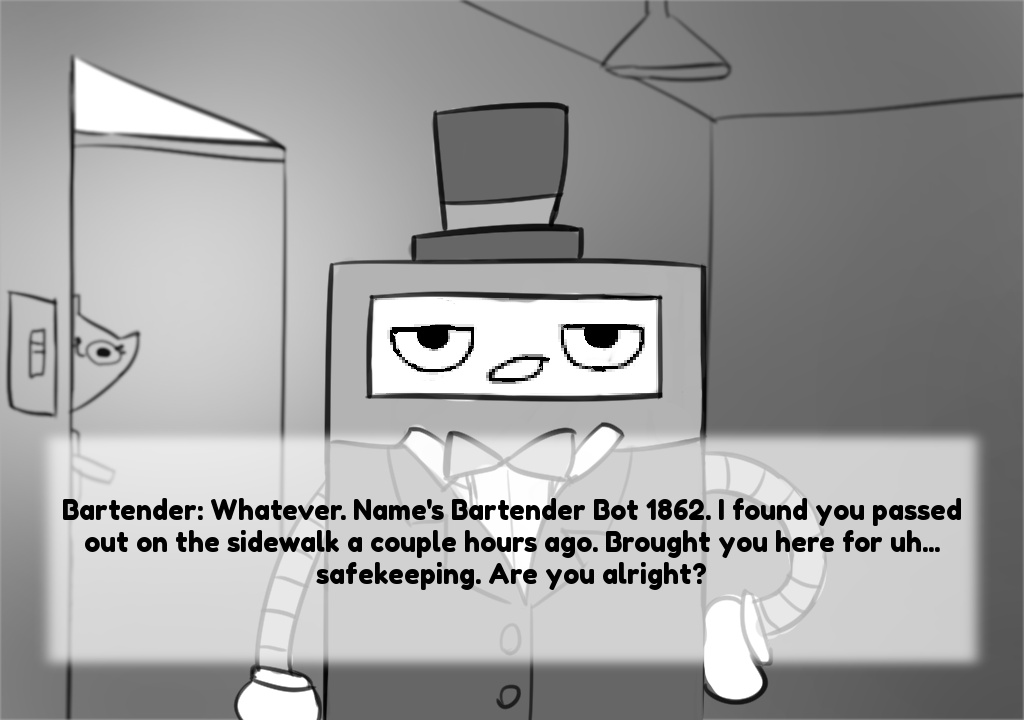 Bartender: Whatever. Name's Bartender Bot 1862. I found you passed
out on the sidewalk a couple hours ago. Brought you here for uh...
safekeeping. Are you alright?